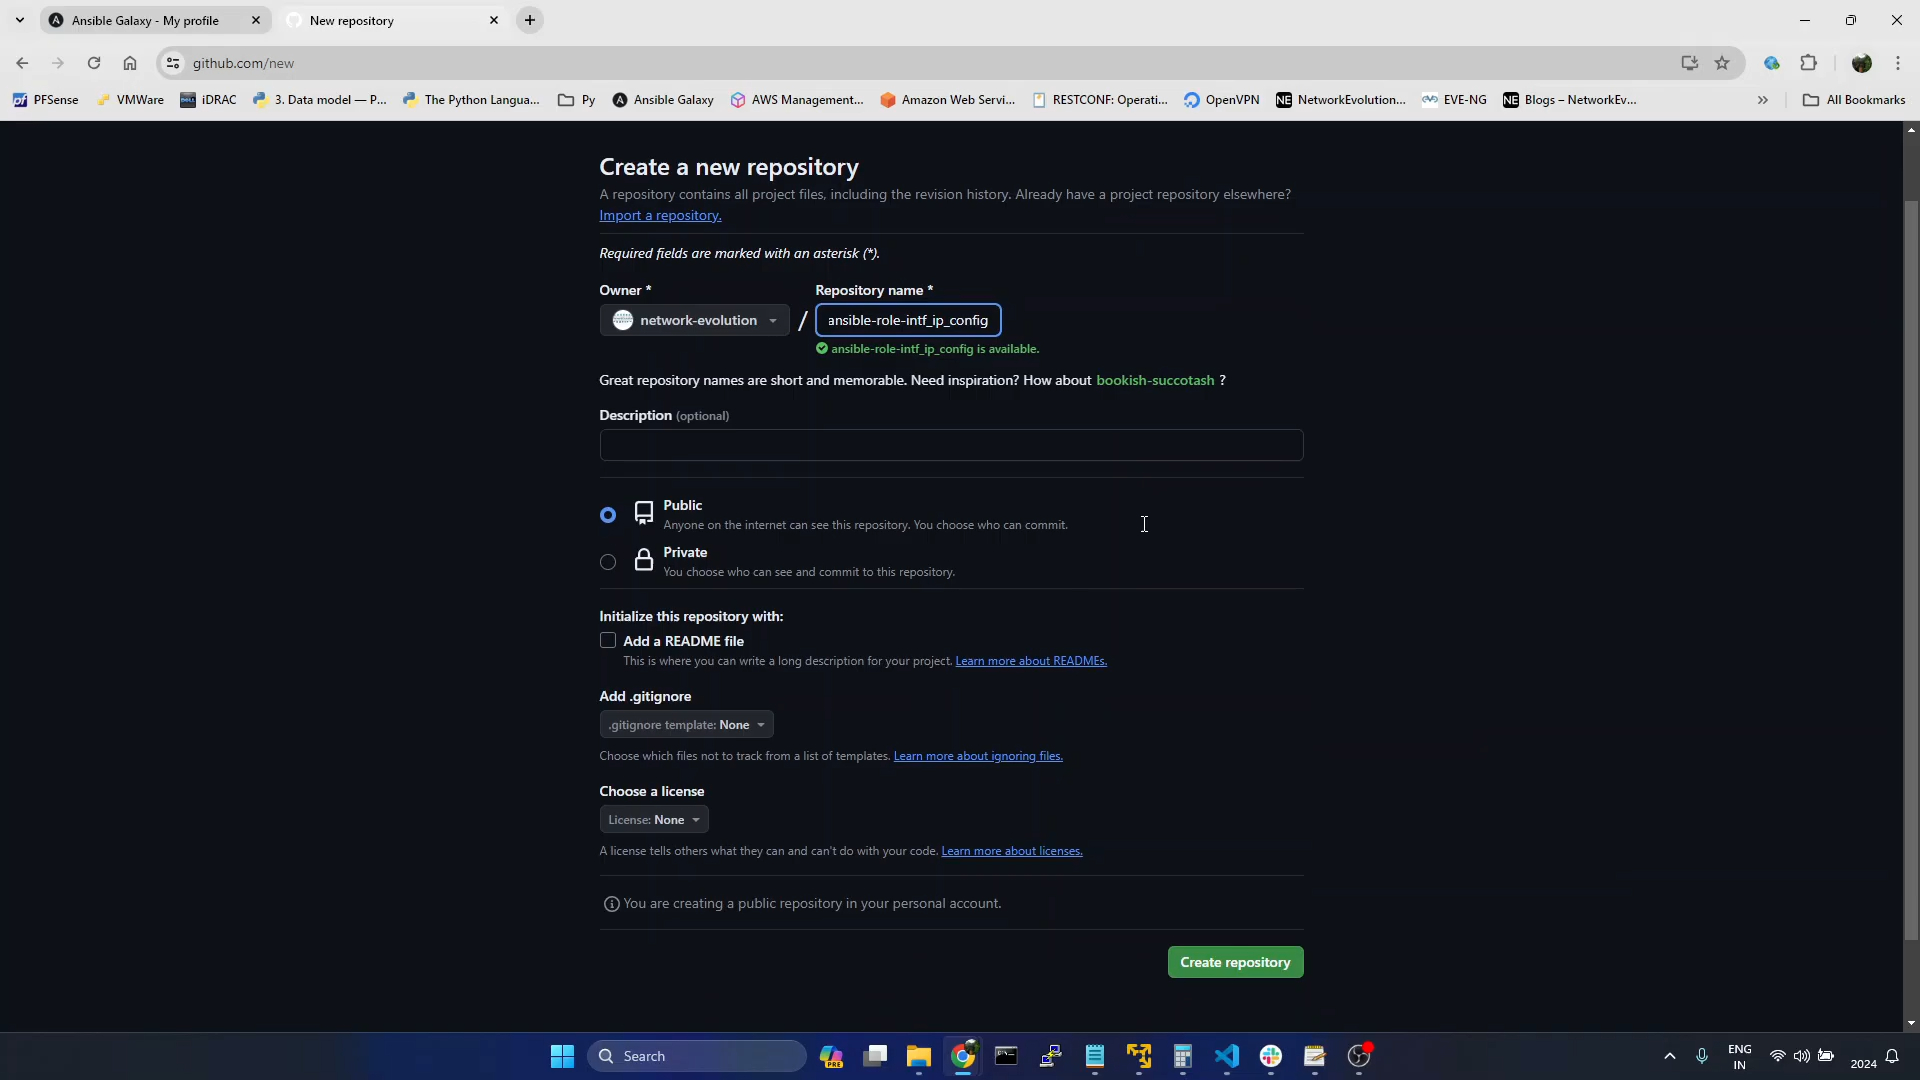 Ansible Galaxy - My profile
New repository
github.com/new
PFSense
VMWare
iDRAC
3. Data model — P...
The Python Langua...
Py
Ansible Galaxy
AWS Management...
Amazon Web Servi...
RESTCONF: Operati...
OpenVPN
NetworkEvolution...
EVE-NG
Blogs – NetworkEv...
All Bookmarks
Create a new repository
A repository contains all project files, including the revision history. Already have a project repository elsewhere?
Import a repository.
Required fields are marked with an asterisk (*).
Owner *
Repository name *
network-evolution
/
ansible-role-intf_ip_config
ansible-role-intf_ip_config is available.
Great repository names are short and memorable. Need inspiration? How about bookish-succotash ?
Description (optional)
Public
Anyone on the internet can see this repository. You choose who can commit.
Private
You choose who can see and commit to this repository.
Initialize this repository with:
Add a README file
This is where you can write a long description for your project. Learn more about READMEs.
Add .gitignore
.gitignore template: None
Choose which files not to track from a list of templates. Learn more about ignoring files.
Choose a license
License: None
A license tells others what they can and can't do with your code. Learn more about licenses.
You are creating a public repository in your personal account.
Create repository
Search
ENG
IN
2024